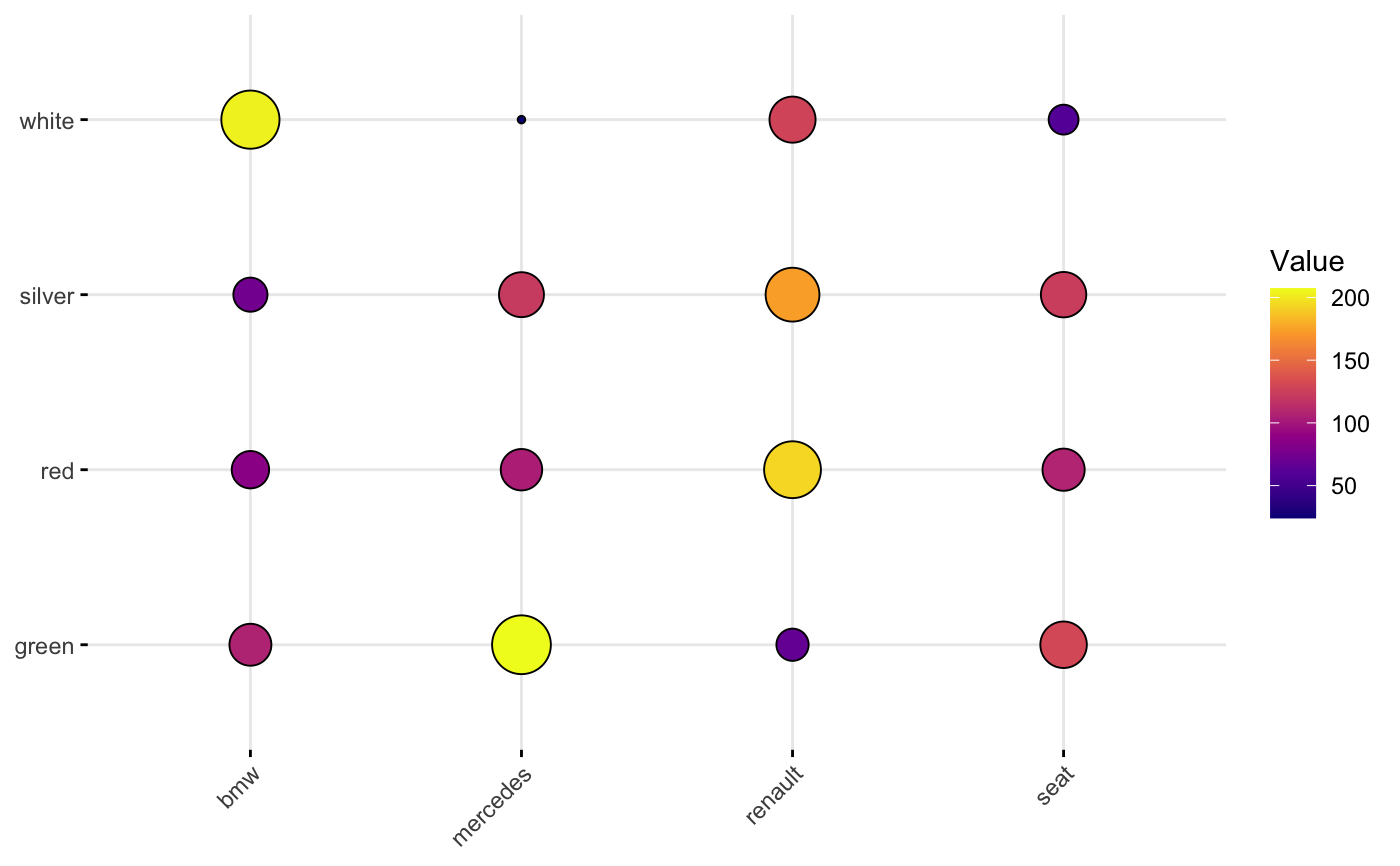 white
silver
red
green
bmw
mercedes
renault
seat
Value
200
150
100
50